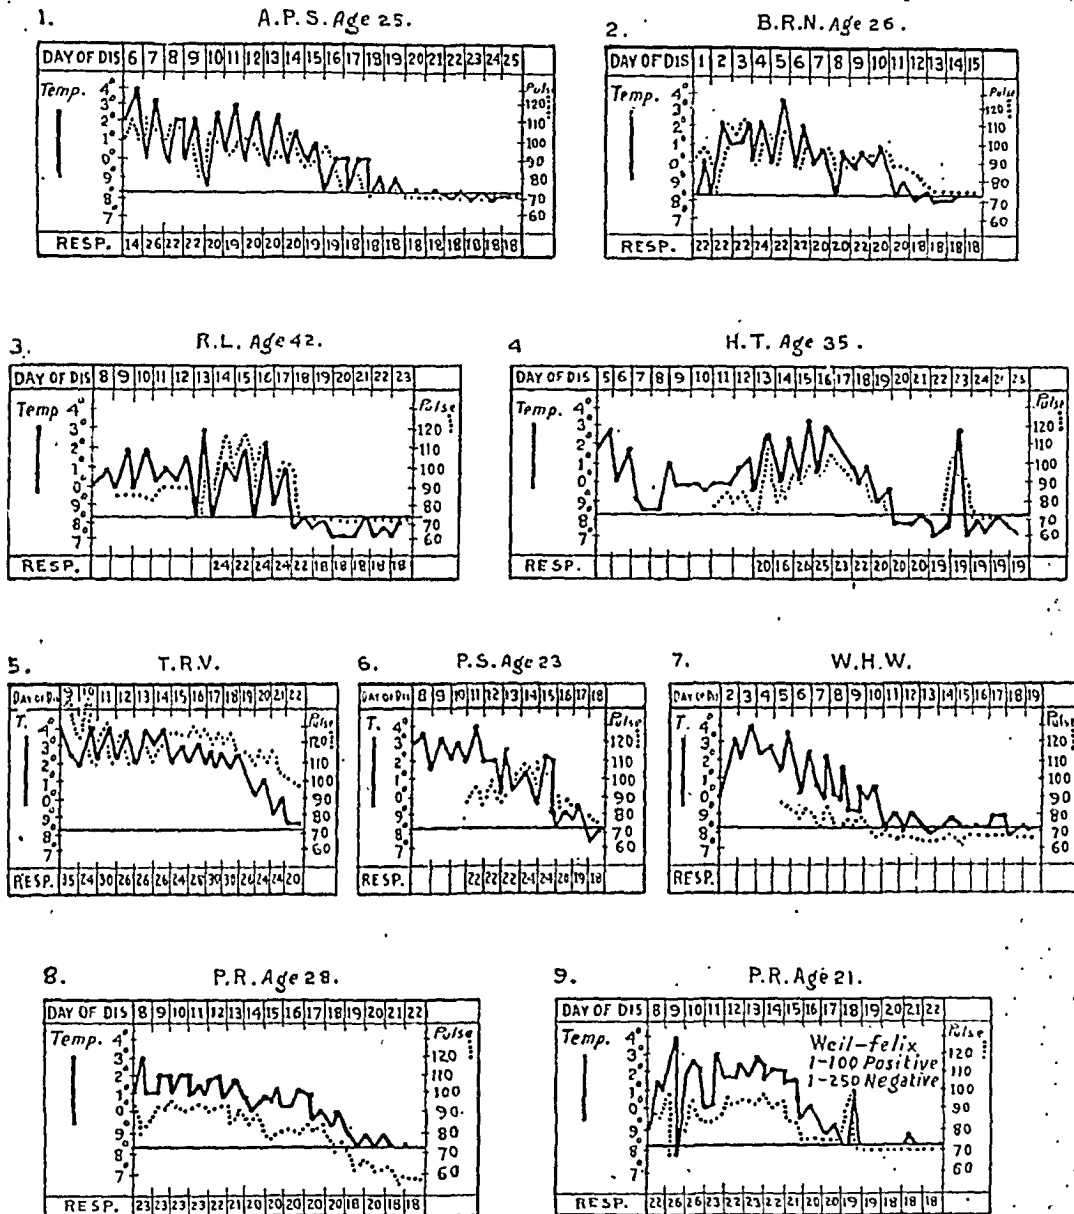 1.
A.P.S. Age 25.
DAY OF DIS 6 7 8 9 10 11 12 13 14 15 16 17 18 19 20 21 22 23 24 25
Temp. Pulse
4° 3° 2° 1° 0° 9° 8° 7°
120 110 100 90 80 70 60
RESP. 14 26 22 22 20 19 20 20 20 19 19 18 18 18 18 18 18 18 18 18
2.
B.R.N. Age 26.
DAY OF DIS 1 2 3 4 5 6 7 8 9 10 11 12 13 14 15
Temp. Pulse
4° 3° 2° 1° 0° 9° 8° 7°
120 110 100 90 80 70 60
RESP. 22 22 22 24 22 22 20 20 22 20 20 18 18 18 18
3.
R.L. Age 42.
DAY OF DIS 8 9 10 11 12 13 14 15 16 17 18 19 20 21 22 23
Temp Pulse
4° 3° 2° 1° 0° 9° 8° 7°
120 110 100 90 80 70 60
RESP. 24 22 24 24 22 18 18 18 18 18
4
H.T. Age 35.
DAY OF DIS 5 6 7 8 9 10 11 12 13 14 15 16 17 18 19 20 21 22 23 24
Temp. Pulse
4° 3° 2° 1° 0° 9° 8° 7°
120 110 100 90 80 70 60
RESP. 20 16 26 25 23 22 20 20 20 19 19 19 19 19
5.
T.R.V.
DAY OF DIS 9 10 11 12 13 14 15 16 17 18 19 20 21 22
T. Pulse
4° 3° 2° 1° 0° 9° 8° 7°
120 110 100 90 80 70 60
RESP. 35 24 30 26 26 26 24 28 30 30 26 24 24 20
6.
P.S. Age 23
DAY OF DIS 8 9 10 11 12 13 14 15 16 17 18
T. Pulse
4° 3° 2° 1° 0° 9° 8° 7°
120 110 100 90 80 70 60
RESP. 22 22 22 24 24 20 19 18
7.
W.H.W.
DAY OF DIS 2 3 4 5 6 7 8 9 10 11 12 13 14 15 16 17 18 19
T. Pulse
4° 3° 2° 1° 0° 9° 8° 7°
120 110 100 90 80 70 60
RESP.
8.
P.R. Age 28.
DAY OF DIS 8 9 10 11 12 13 14 15 16 17 18 19 20 21 22
Temp. Pulse
4° 3° 2° 1° 0° 9° 8° 7°
120 110 100 90 80 70 60
RESP. 23 23 23 23 22 21 20 20 20 20 20 18 20 18 18
9.
P.R. Age 21.
DAY OF DIS 8 9 10 11 12 13 14 15 16 17 18 19 20 21 22
Temp. Pulse
Weil-felix
1-100 Positive
1-250 Negative
4° 3° 2° 1° 0° 9° 8° 7°
120 110 100 90 80 70 60
RESP. 22 26 26 23 22 23 24 22 21 20 19 19 18 18 18